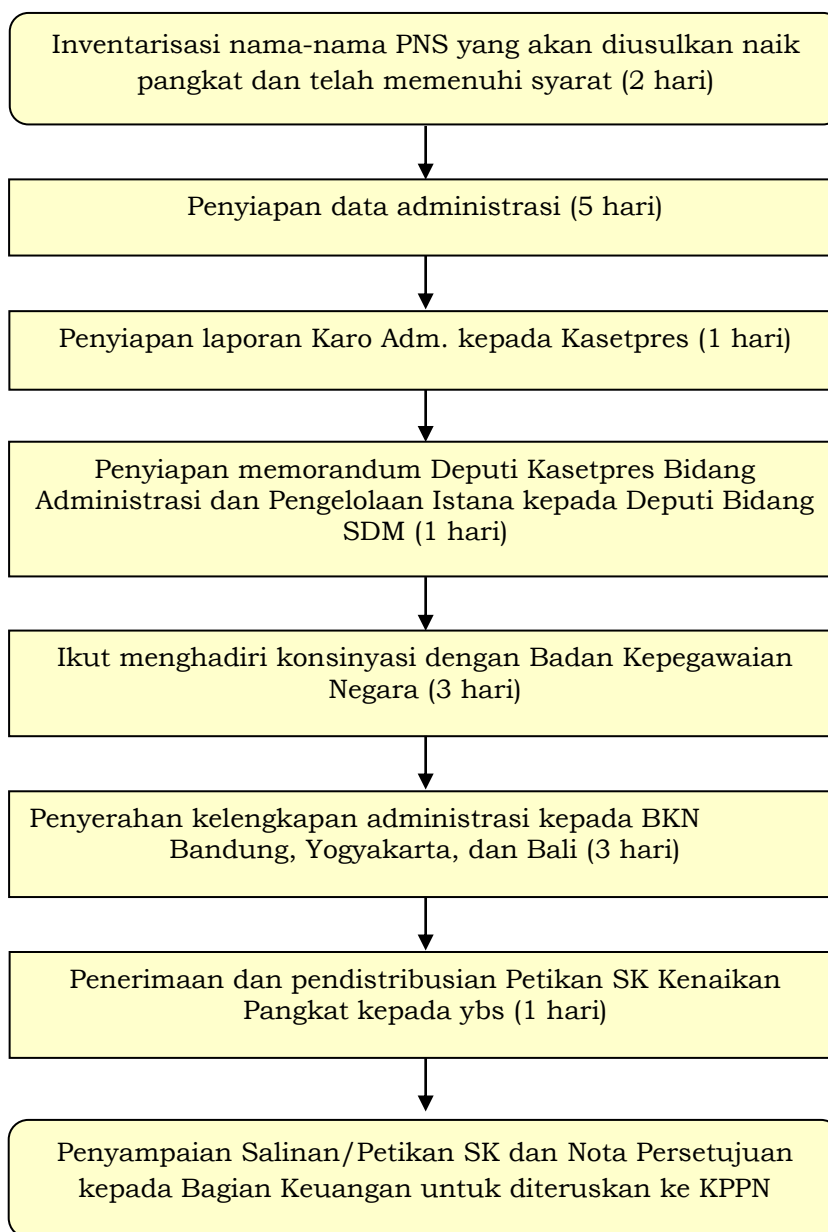 Inventarisasi nama-nama PNS yang akan diusulkan naik
pangkat dan telah memenuhi syarat (2 hari)
Penyiapan data administrasi (5 hari)
Penyiapan laporan Karo Adm. kepada Kasetpres (1 hari)
Penyiapan memorandum Deputi Kasetpres Bidang
Administrasi dan Pengelolaan Istana kepada Deputi Bidang
SDM (1 hari)
Ikut menghadiri konsinyasi dengan Badan Kepegawaian
Negara (3 hari)
Penyerahan kelengkapan administrasi kepada BKN
Bandung, Yogyakarta, dan Bali (3 hari)
Penerimaan dan pendistribusian Petikan SK Kenaikan
Pangkat kepada ybs (1 hari)
Penyampaian Salinan/Petikan SK dan Nota Persetujuan
kepada Bagian Keuangan untuk diteruskan ke KPPN